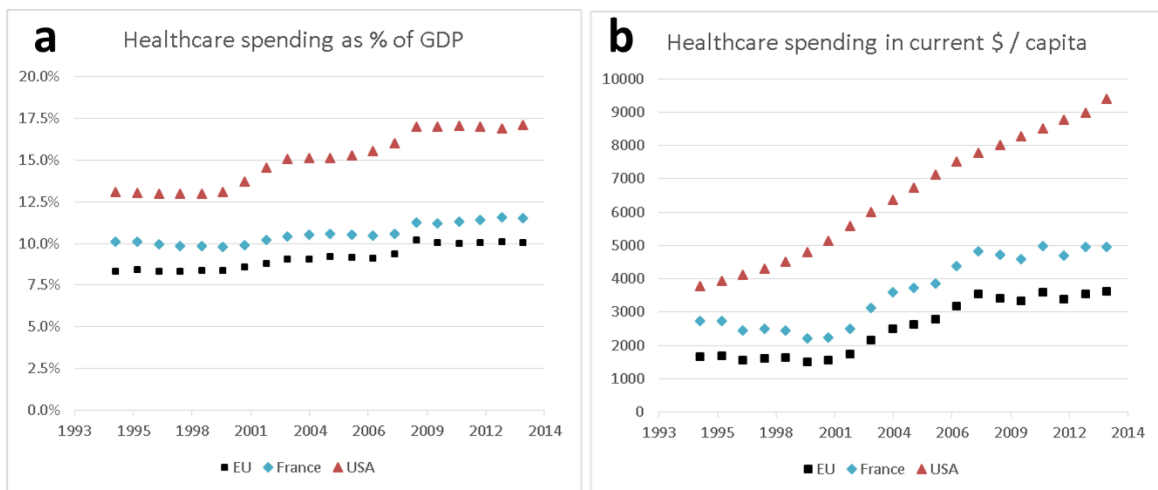 a
Healthcare spending as % of GDP
20.0%
17.5%
15.0%
12.5%
10.0%
7.5%
5.0%
2.5%
0.0%
1993 1995 1998 2001 2004 2006 2009 2012 2014
EU France USA
b
Healthcare spending in current $ / capita
10000
9000
8000
7000
6000
5000
4000
3000
2000
1000
0
1993 1995 1998 2001 2004 2006 2009 2012 2014
EU France USA